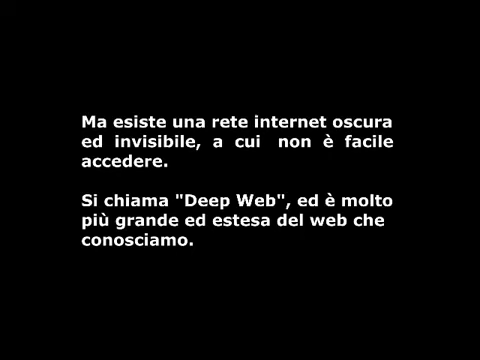 Ma esiste una rete internet oscura
ed invisibile, a cui non è facile
accedere.
Si chiama "Deep Web", ed è molto
più grande ed estesa del web che
conosciamo.